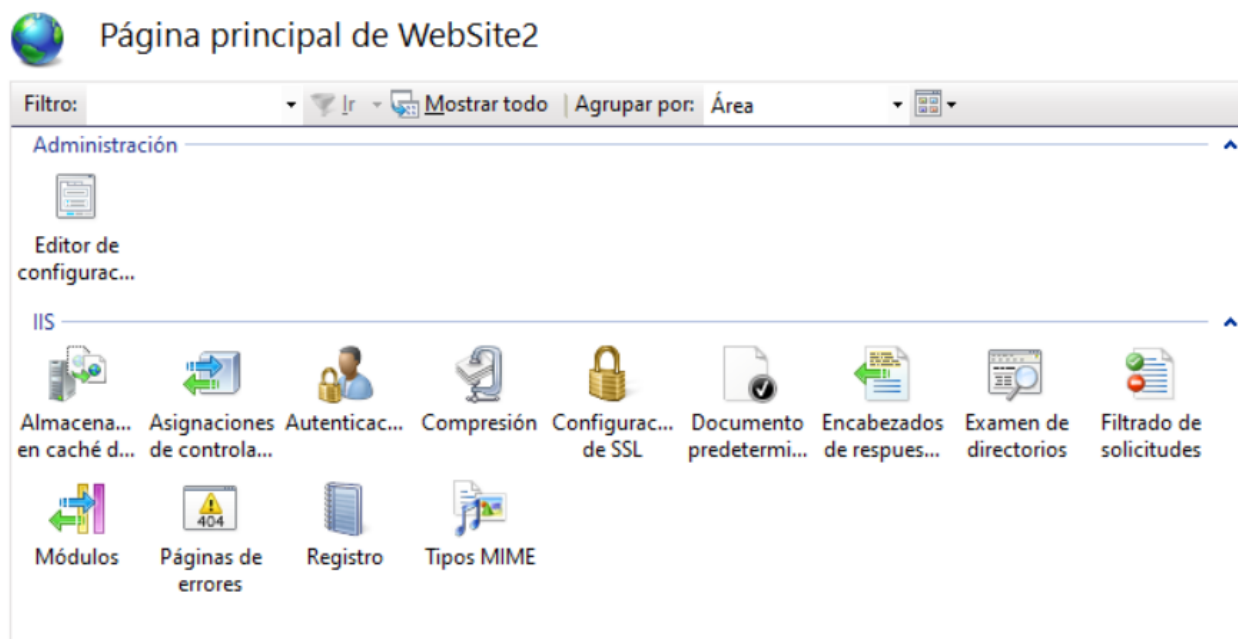 Página principal de WebSite2
Filtro: Ir Mostrar todo Agrupar por: Área
Administración
Editor de
configurac...
IIS
Almacena... Asignaciones Autenticac... Compresión Configurac... Documento Encabezados Examen de Filtrado de
en caché d... de controla... de SSL predetermi... de respues... directorios solicitudes
404
Módulos Páginas de Registro Tipos MIME
errores